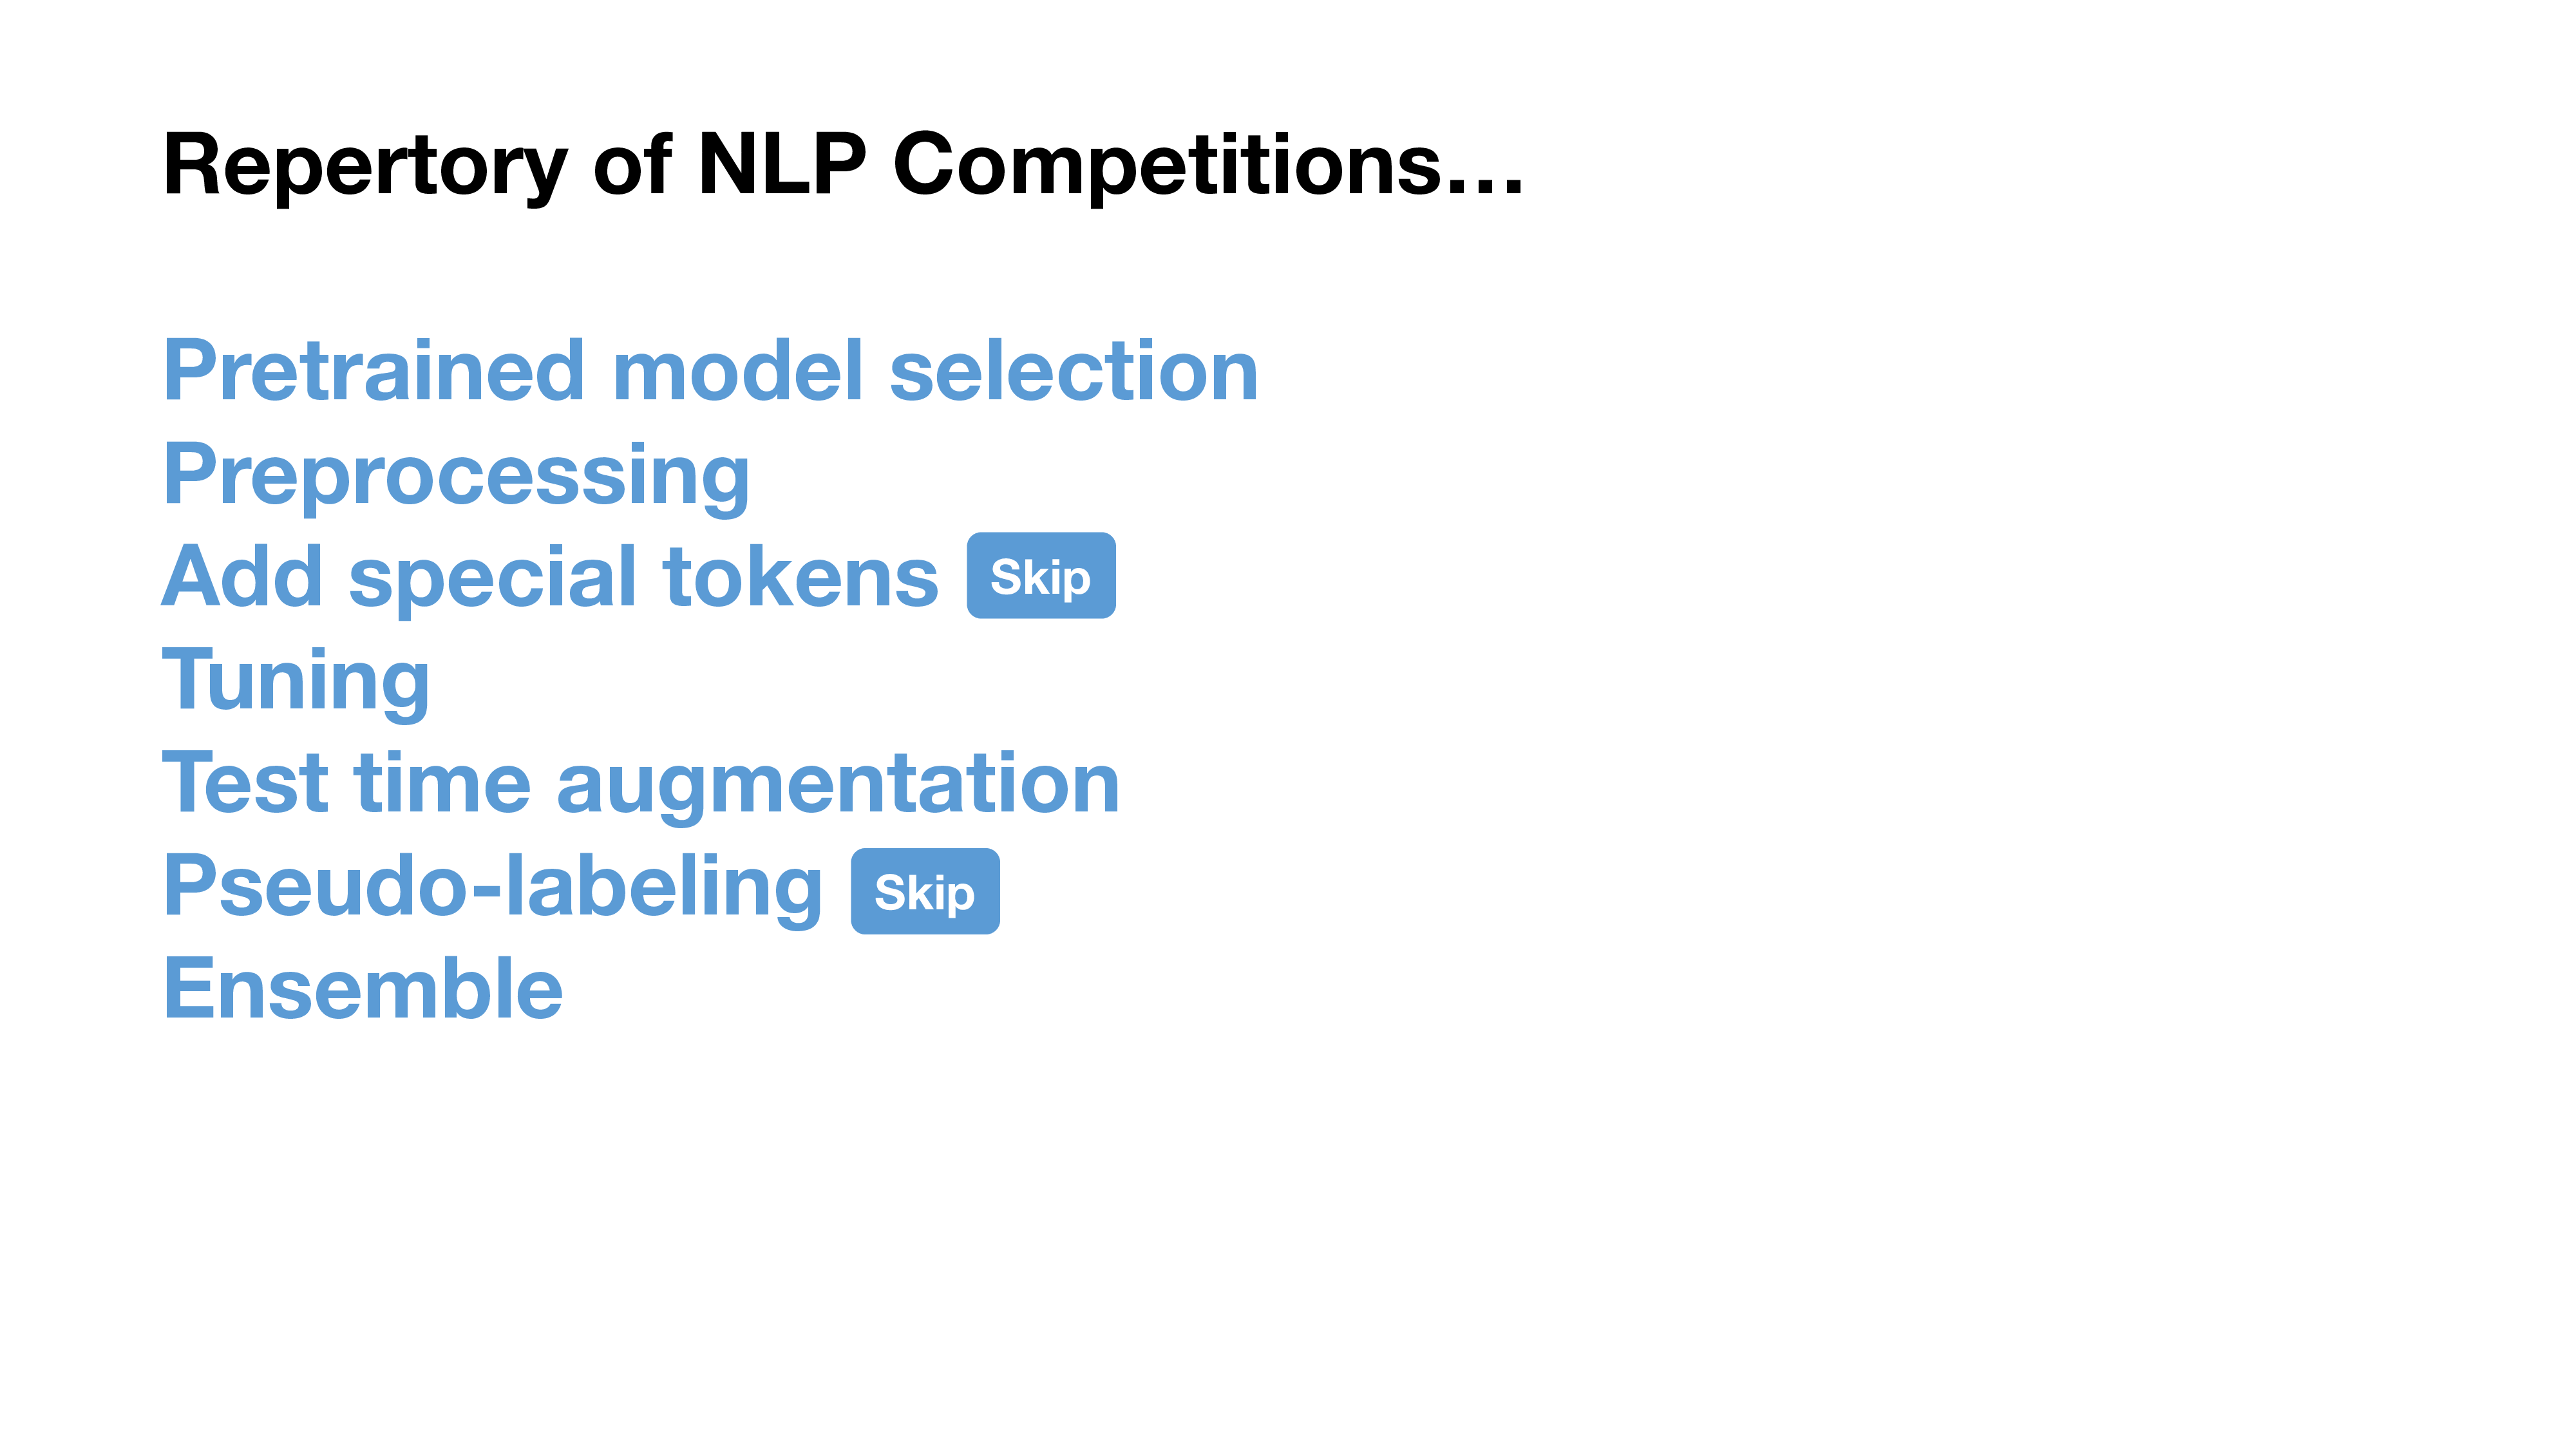 Repertory of NLP Competitions…
Pretrained model selection
Preprocessing
Add special tokens Skip
Tuning
Test time augmentation
Pseudo-labeling Skip
Ensemble